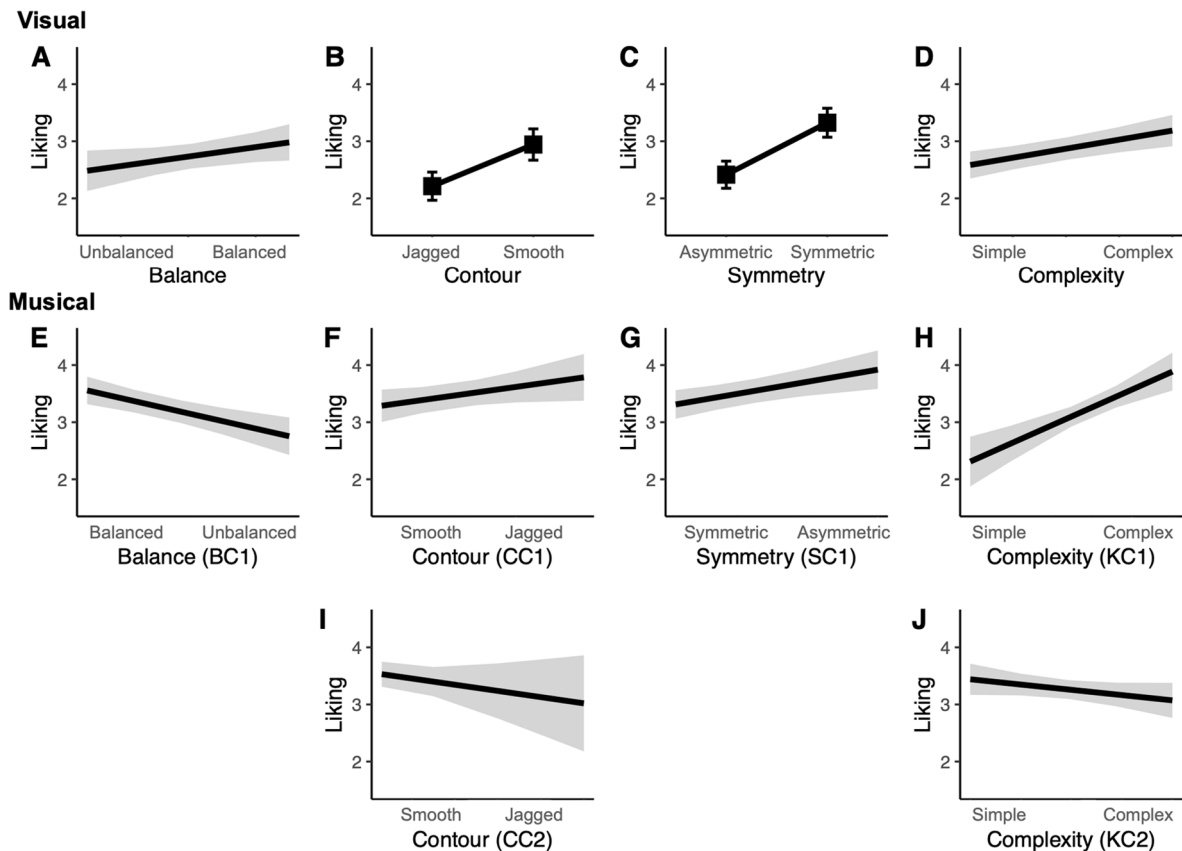 Visual
A B C D
Liking Liking Liking Liking
4 4 4 4
3 3 3 3
2 2 2 2
Unbalanced Balanced Jagged Smooth Asymmetric Symmetric Simple Complex
Balance Contour Symmetry Complexity
Musical
E F G H
Liking Liking Liking Liking
4 4 4 4
3 3 3 3
2 2 2 2
Balanced Unbalanced Smooth Jagged Symmetric Asymmetric Simple Complex
Balance (BC1) Contour (CC1) Symmetry (SC1) Complexity (KC1)
I J
Liking Liking
4 4
3 3
2 2
Smooth Jagged Simple Complex
Contour (CC2) Complexity (KC2)